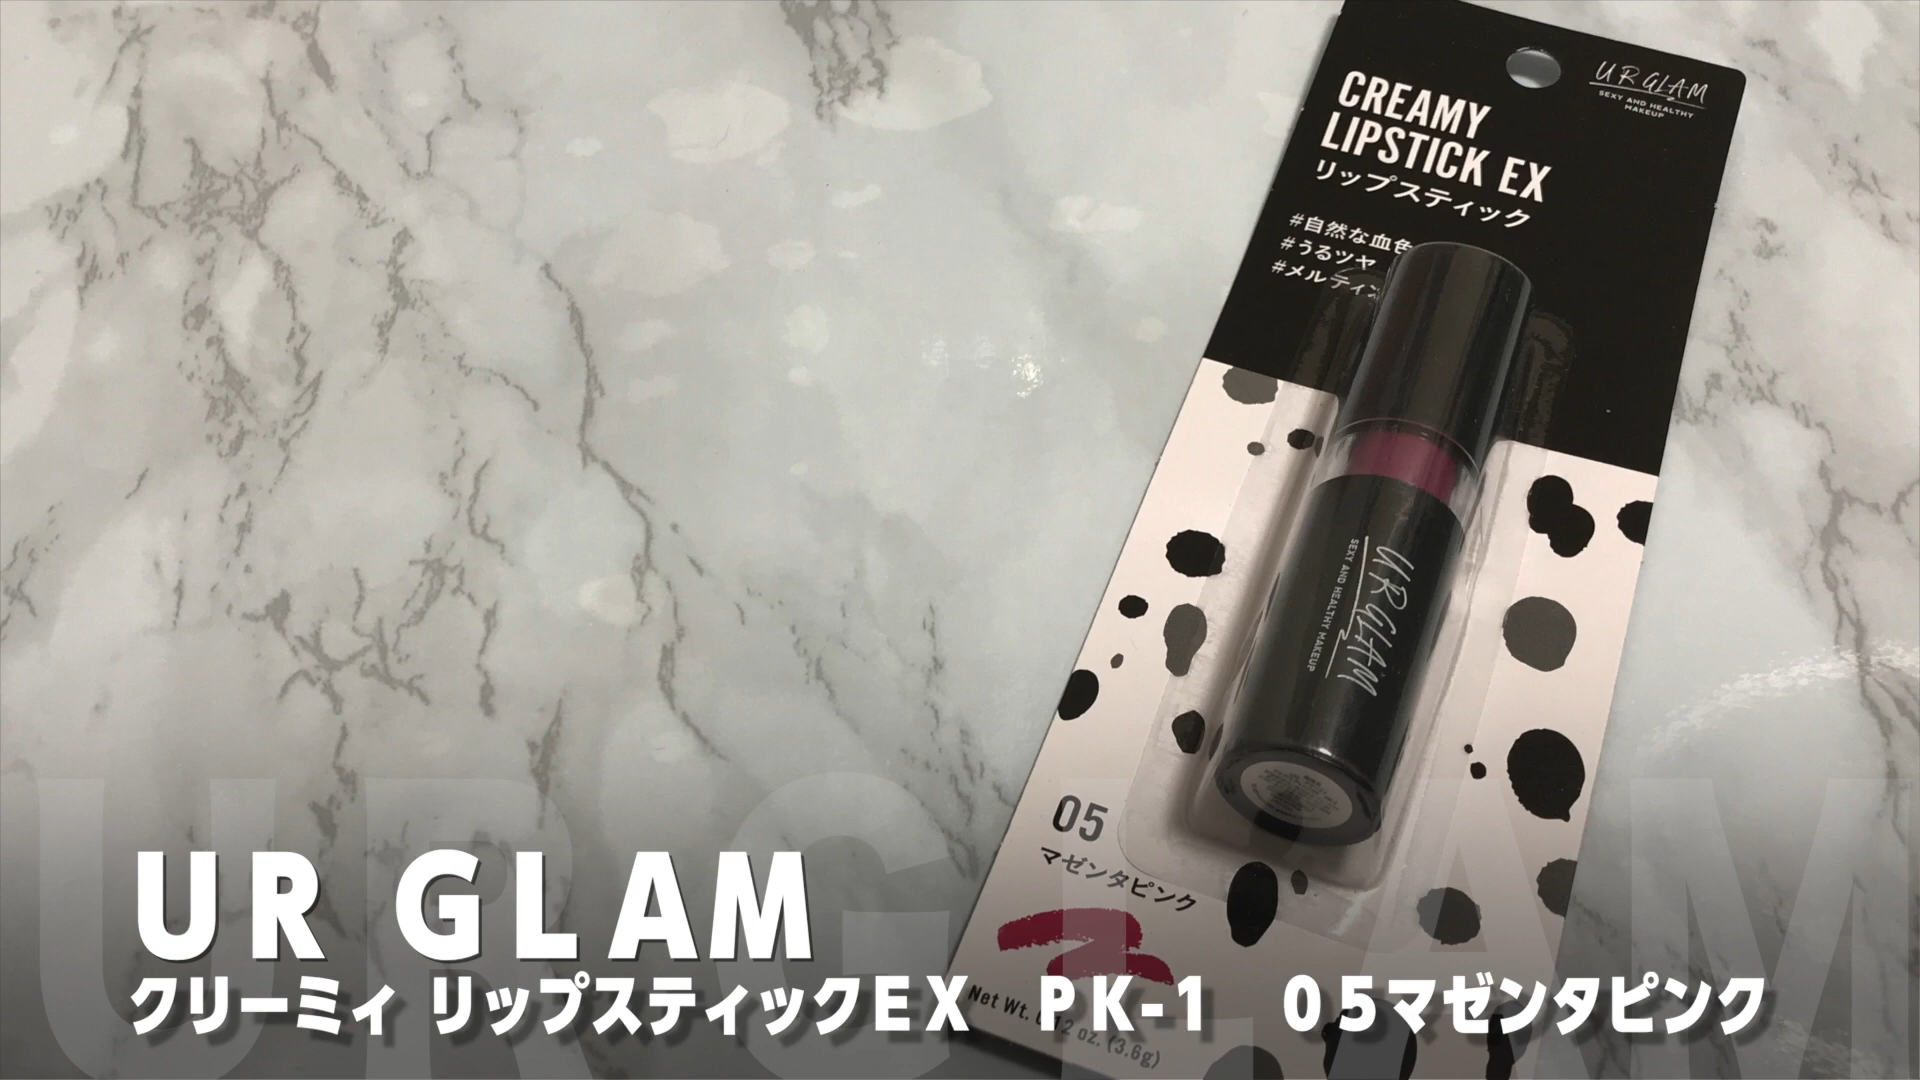 UR GLAM
SEXY AND HEALTHY
MAKEUP
CREAMY
LIPSTICK EX
リップスティック
#自然な血色
#うるツヤ
#メルティ
UR GLAM
SEXY AND HEALTHY MAKEUP
05
マゼンタピンク
Net Wt. 0.12 oz. (3.6g)
UR GLAM
UR GLAM
クリーミィ リップスティックEX PK-1 05マゼンタピンク